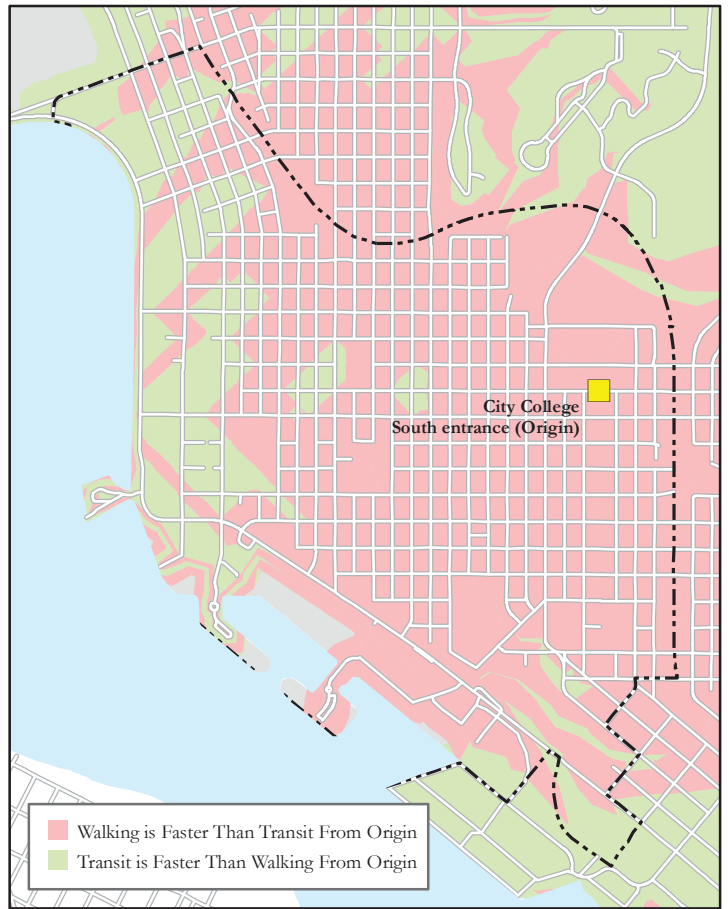 City College
South entrance (Origin)
Walking is Faster Than Transit From Origin
Transit is Faster Than Walking From Origin